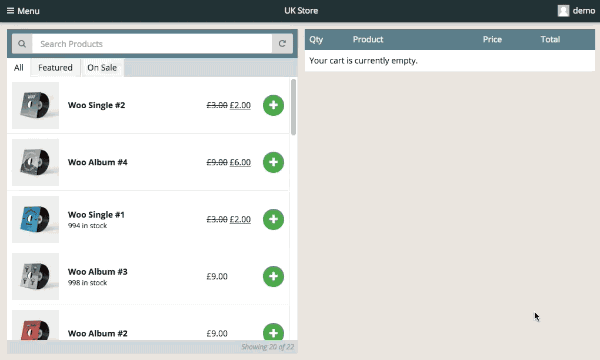 Menu
UK Store
demo
Search Products
All Featured On Sale
Woo Single #2 £3.00 £2.00
Woo Album #4 £9.00 £6.00
Woo Single #1 £3.00 £2.00
994 in stock
Woo Album #3 £9.00
998 in stock
Woo Album #2 £9.00
Showing 20 of 22
Qty Product Price Total
Your cart is currently empty.